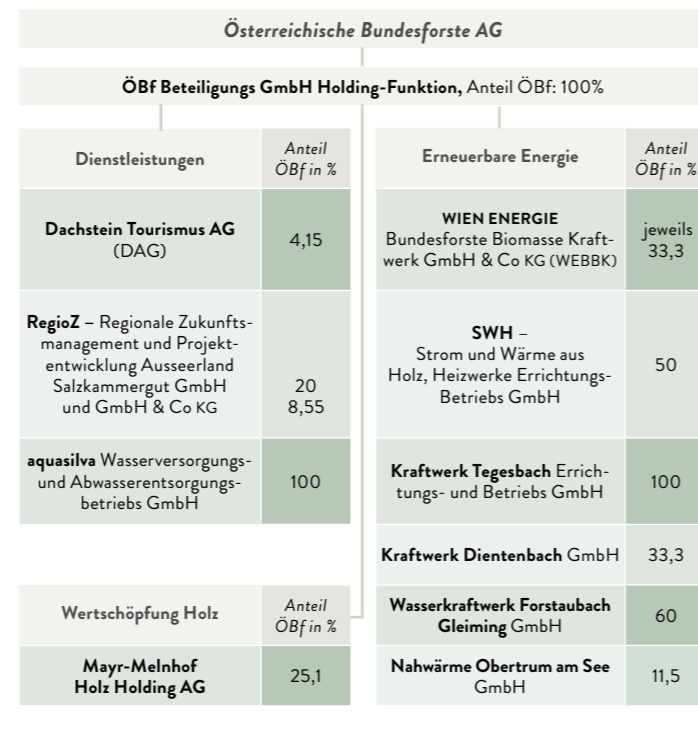 Österreichische Bundesforste AG
ÖBf Beteiligungs GmbH Holding-Funktion, Anteil ÖBf: 100%
Dienstleistungen
Anteil
ÖBf in %
Dachstein Tourismus AG
(DAG)
4,15
RegioZ – Regionale Zukunfts-
management und Projekt-
entwicklung Ausseerland
Salzkammergut GmbH
und GmbH & Co KG
20
8,55
aquasilva Wasserversorgungs-
und Abwasserentsorgungs-
betriebs GmbH
100
Wertschöpfung Holz
Anteil
ÖBf in %
Mayr-Melnhof
Holz Holding AG
25,1
Erneuerbare Energie
Anteil
ÖBf in %
WIEN ENERGIE
Bundesforste Biomasse Kraft-
werk GmbH & Co KG (WEBBK)
jeweils
33,3
SWH –
Strom und Wärme aus
Holz, Heizwerke Errichtungs-
Betriebs GmbH
50
Kraftwerk Tegesbach Errich-
tungs- und Betriebs GmbH
100
Kraftwerk Dientenbach GmbH
33,3
Wasserkraftwerk Forstaubach
Gleiming GmbH
60
Nahwärme Obertrum am See
GmbH
11,5